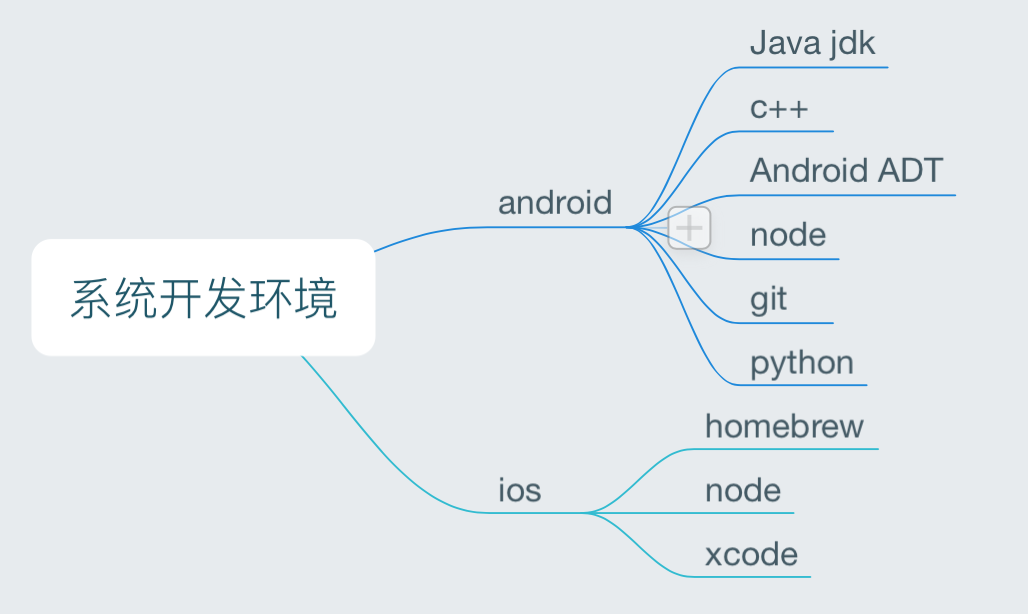 系统开发环境
android
Java jdk
c++
Android ADT
node
git
python
ios
homebrew
node
xcode